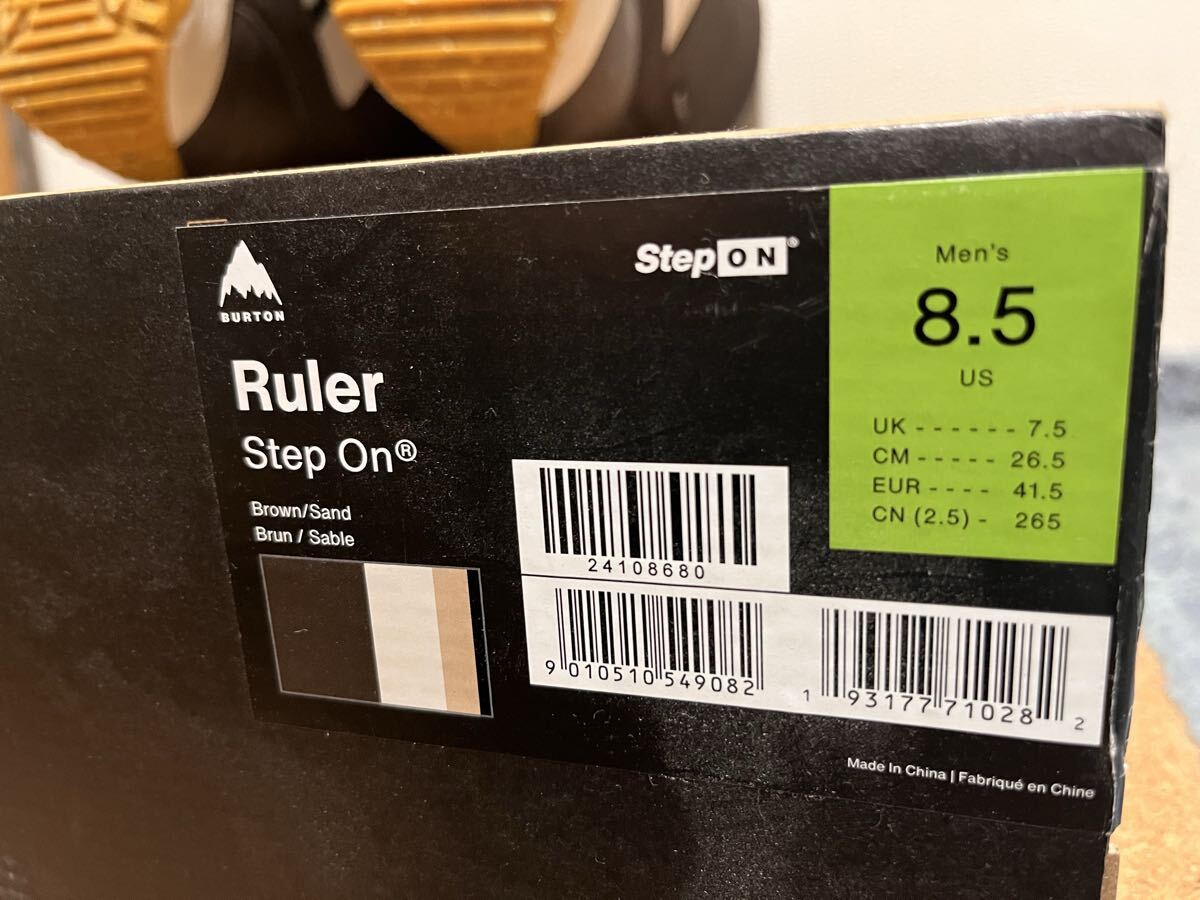 BURTON
StepON®
Ruler
Step On®
Brown/Sand
Brun / Sable
Men's
8.5
US
UK - - - - - - 7.5
CM - - - - - 26.5
EUR - - - - 41.5
CN (2.5) - 265
24108680
9 010510 549082
1 93177 71028 2
Made In China | Fabriqué en Chine